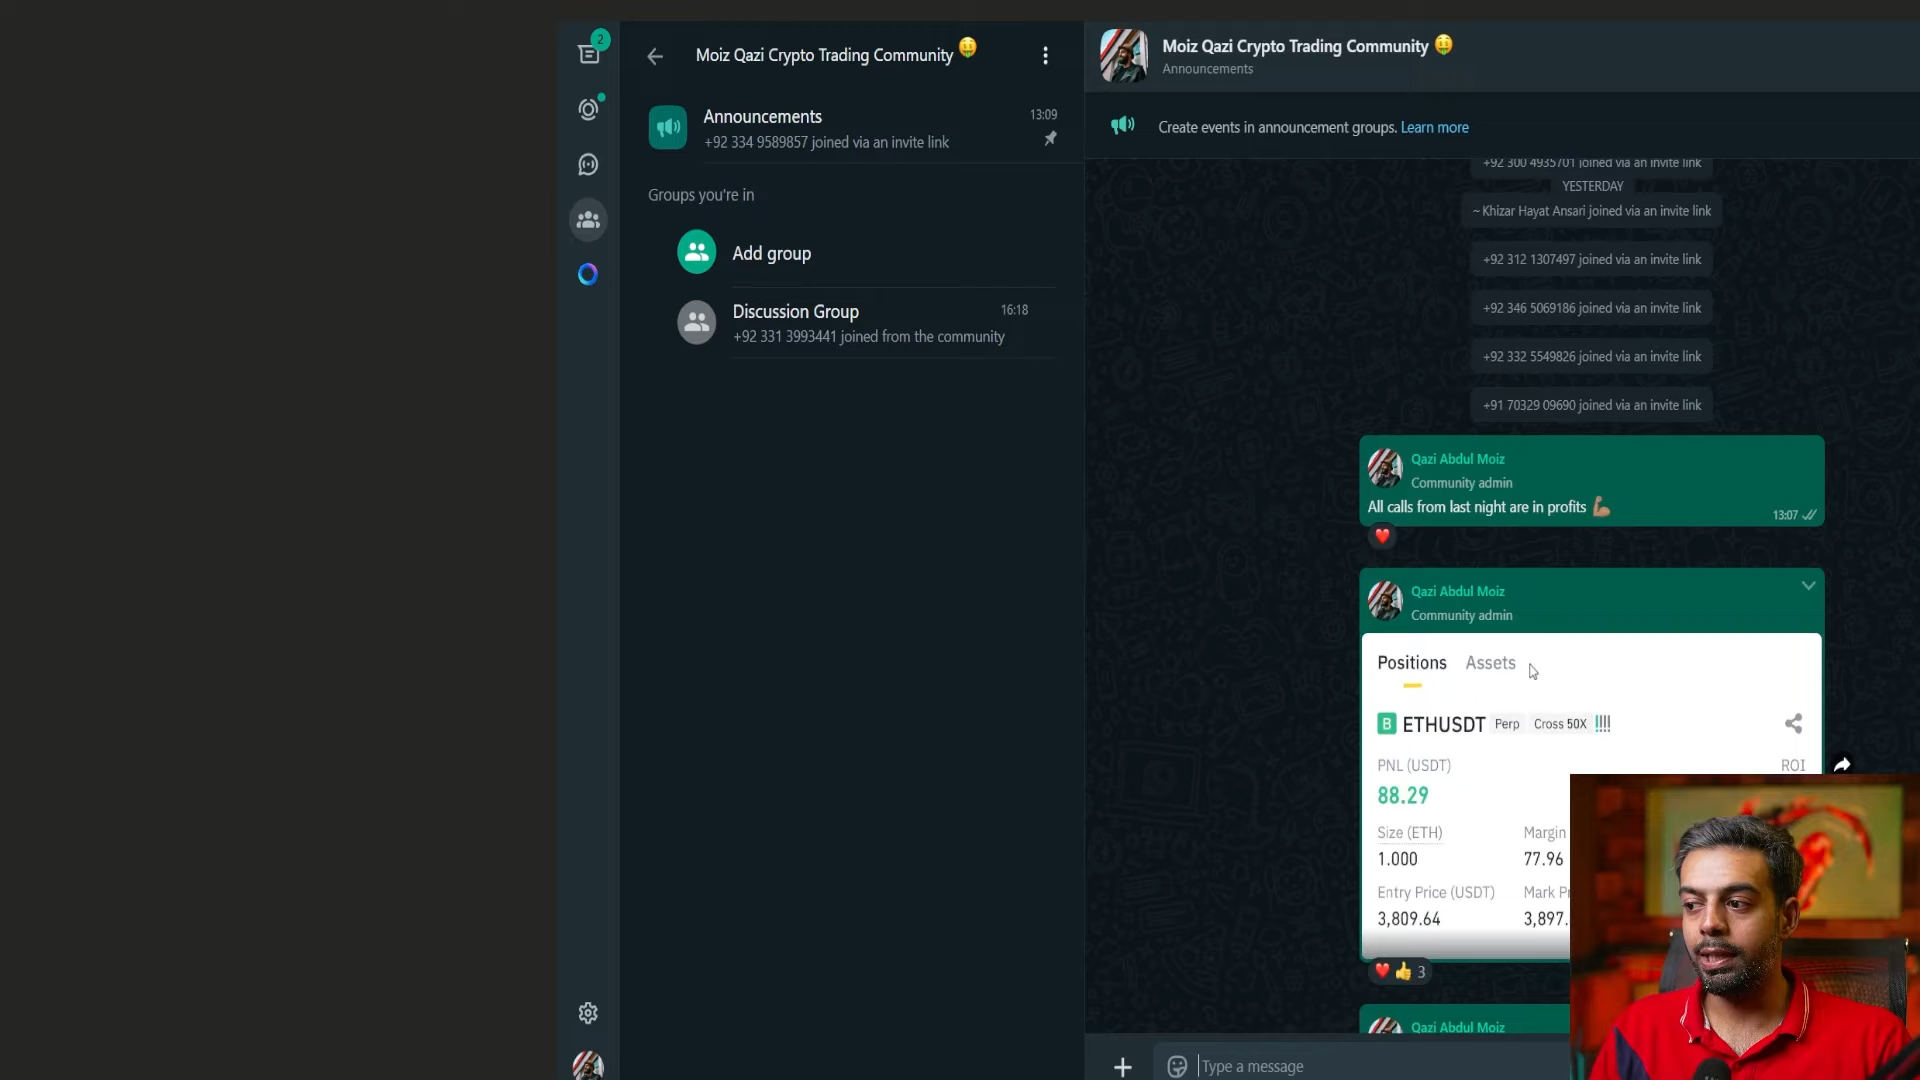 2
Moiz Qazi Crypto Trading Community
Announcements
13:09
+92 334 9589857 joined via an invite link
Groups you're in
Add group
Discussion Group
16:18
+92 331 3993441 joined from the community
Moiz Qazi Crypto Trading Community
Announcements
Create events in announcement groups. Learn more
+92 300 4935701 joined via an invite link
YESTERDAY
~ Khizar Hayat Ansari joined via an invite link
+92 312 1307497 joined via an invite link
+92 346 5069186 joined via an invite link
+92 332 5549826 joined via an invite link
+91 70329 09690 joined via an invite link
Qazi Abdul Moiz
Community admin
All calls from last night are in profits 💪🏽
13:07
Qazi Abdul Moiz
Community admin
Positions Assets
B ETHUSDT Perp Cross 50X !!!!
PNL (USDT) ROI
88.29
Size (ETH) Margin
1.000 77.96
Entry Price (USDT) Mark
3,809.64 3,897.
3
Qazi Abdul Moiz
Type a message